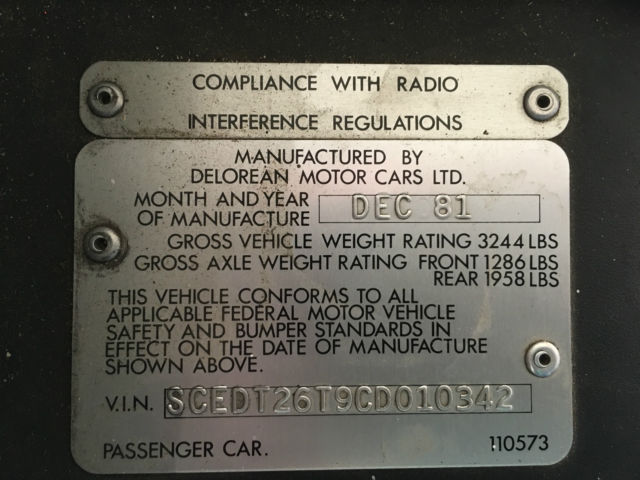 COMPLIANCE WITH RADIO
INTERFERENCE REGULATIONS
MANUFACTURED BY
DELOREAN MOTOR CARS LTD.
MONTH AND YEAR
OF MANUFACTURE DEC 81
GROSS VEHICLE WEIGHT RATING 3244 LBS
GROSS AXLE WEIGHT RATING FRONT 1286 LBS
REAR 1958 LBS
THIS VEHICLE CONFORMS TO ALL
APPLICABLE FEDERAL MOTOR VEHICLE
SAFETY AND BUMPER STANDARDS IN
EFFECT ON THE DATE OF MANUFACTURE
SHOWN ABOVE.
V.I.N. SCEDT26T9CD010342
PASSENGER CAR. 110573